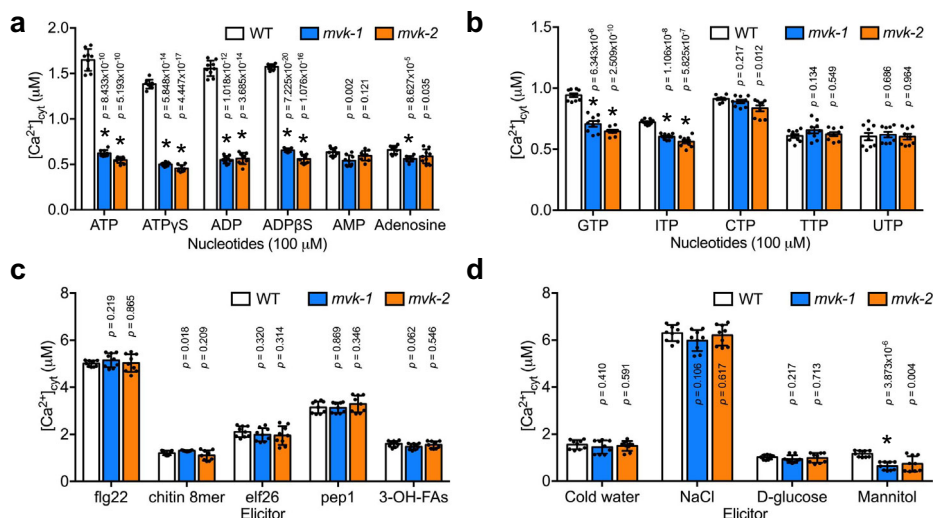 a
WT mvk-1 mvk-2
[Ca²⁺]cyt (μM)
2.0
1.5
1.0
0.5
0.0
p = 8.433x10⁻¹⁰
p = 5.193x10⁻¹⁰
p = 5.848x10⁻¹⁴
p = 4.447x10⁻¹⁷
p = 1.018x10⁻¹²
p = 3.685x10⁻¹⁴
p = 7.225x10⁻²⁰
p = 1.076x10⁻¹⁶
p = 0.002
p = 0.121
p = 8.627x10⁻⁵
p = 0.035
* * * * * * * * *
ATP ATPγS ADP ADPβS AMP Adenosine
Nucleotides (100 μM)
b
WT mvk-1 mvk-2
[Ca²⁺]cyt (μM)
1.5
1.0
0.5
0.0
p = 6.343x10⁻⁶
p = 2.509x10⁻¹⁰
p = 1.106x10⁻⁸
p = 5.825x10⁻⁷
p = 0.217
p = 0.012
p = 0.134
p = 0.549
p = 0.686
p = 0.964
* * * *
GTP ITP CTP TTP UTP
Nucleotides (100 μM)
c
WT mvk-1 mvk-2
[Ca²⁺]cyt (μM)
8
6
4
2
0
p = 0.219
p = 0.865
p = 0.018
p = 0.209
p = 0.320
p = 0.314
p = 0.869
p = 0.346
p = 0.062
p = 0.546
flg22 chitin 8mer elf26 pep1 3-OH-FAs
Elicitor
d
WT mvk-1 mvk-2
[Ca²⁺]cyt (μM)
8
6
4
2
0
p = 0.410
p = 0.591
p = 0.106
p = 0.617
p = 0.217
p = 0.713
p = 3.873x10⁻⁶
p = 0.004
*
Cold water NaCl D-glucose Mannitol
Elicitor